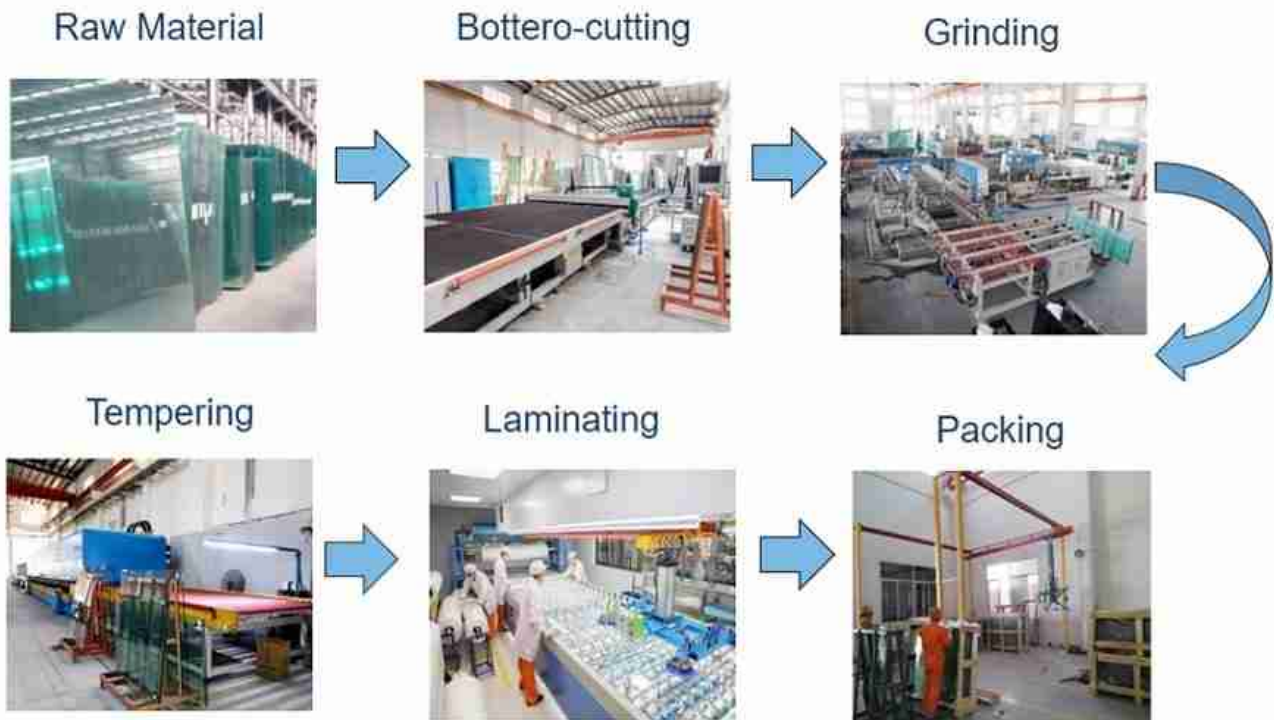 Raw Material
Bottero-cutting
Grinding
Tempering
Laminating
Packing